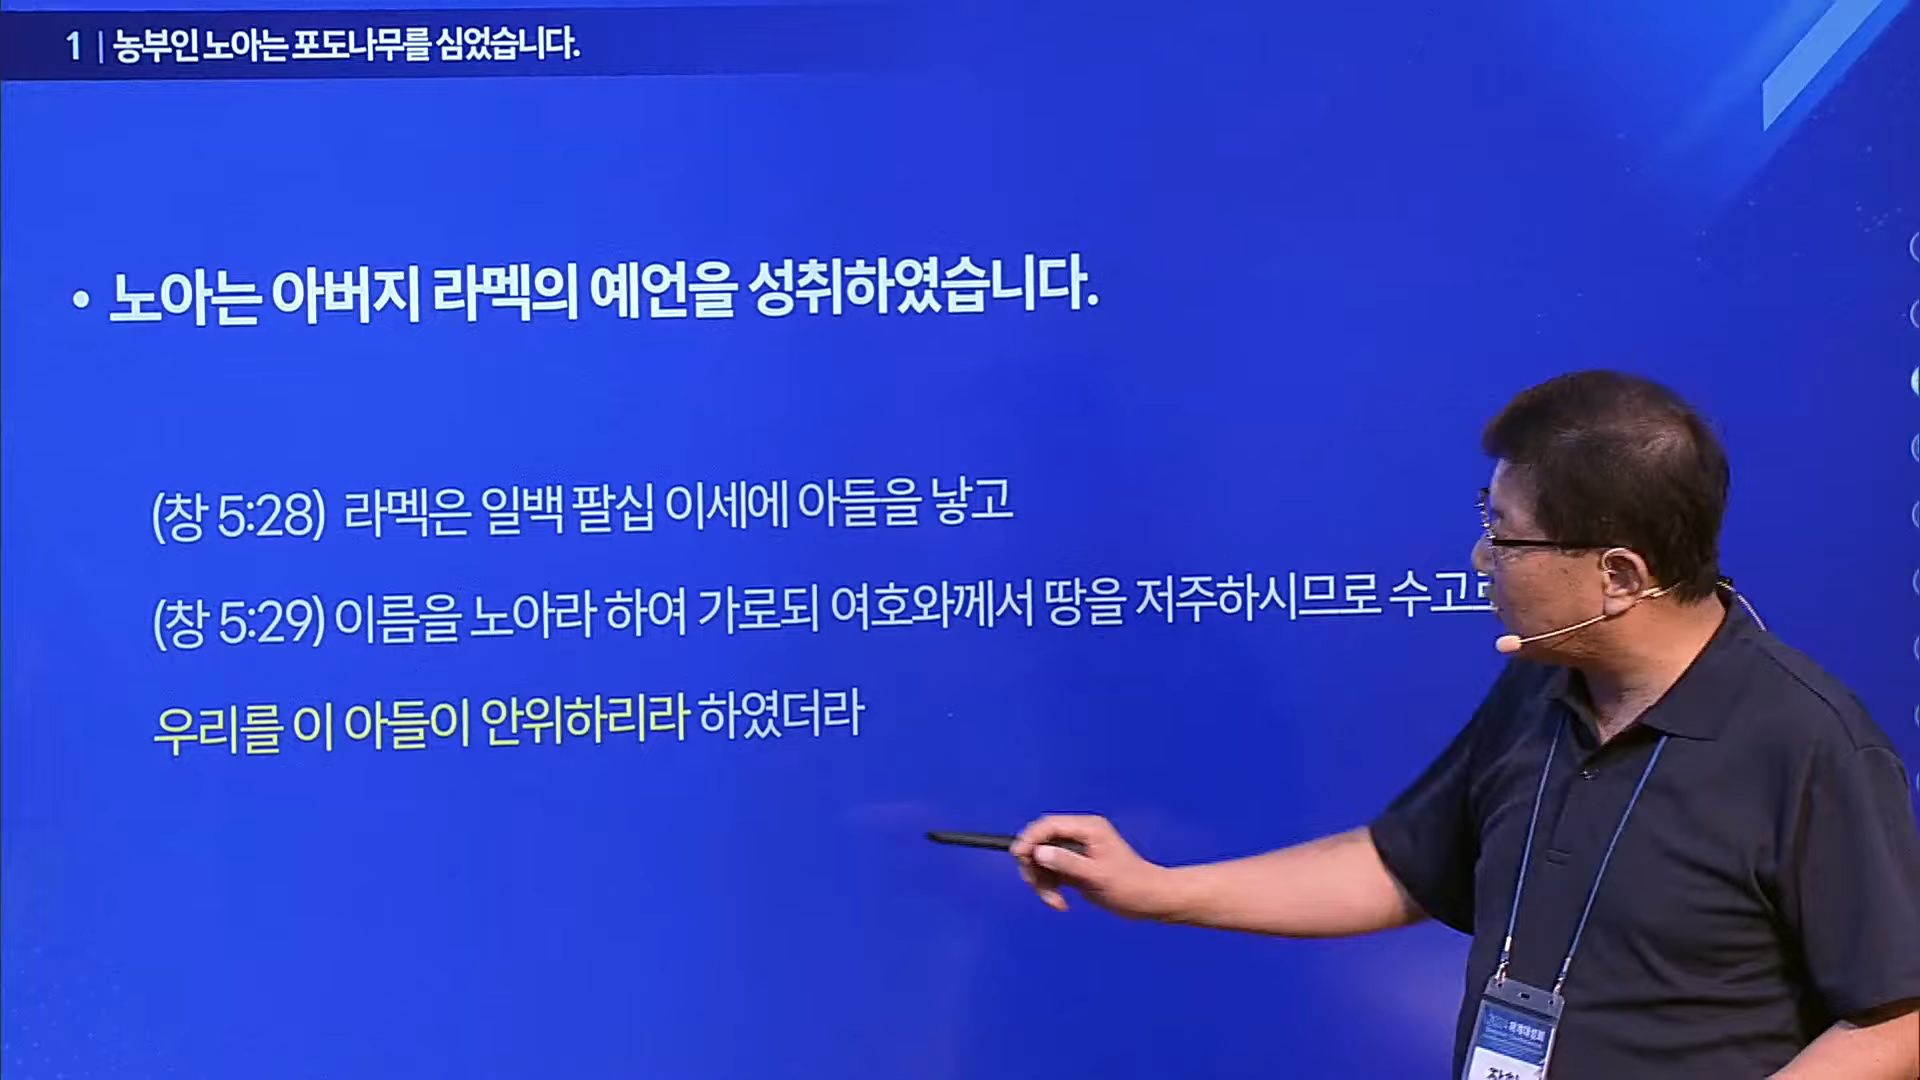 1 | 농부인 노아는 포도나무를 심었습니다.
• 노아는 아버지 라멕의 예언을 성취하였습니다.
(창 5:28) 라멕은 일백 팔십 이세에 아들을 낳고
(창 5:29) 이름을 노아라 하여 가로되 여호와께서 땅을 저주하시므로
우리를 이 아들이 안위하리라 하였더라